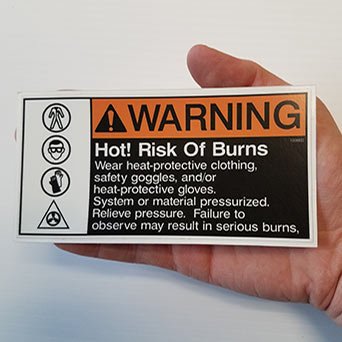 WARNING
Hot! Risk Of Burns
Wear heat-protective clothing,
safety goggles, and/or
heat-protective gloves.
System or material pressurized.
Relieve pressure. Failure to
observe may result in serious burns,